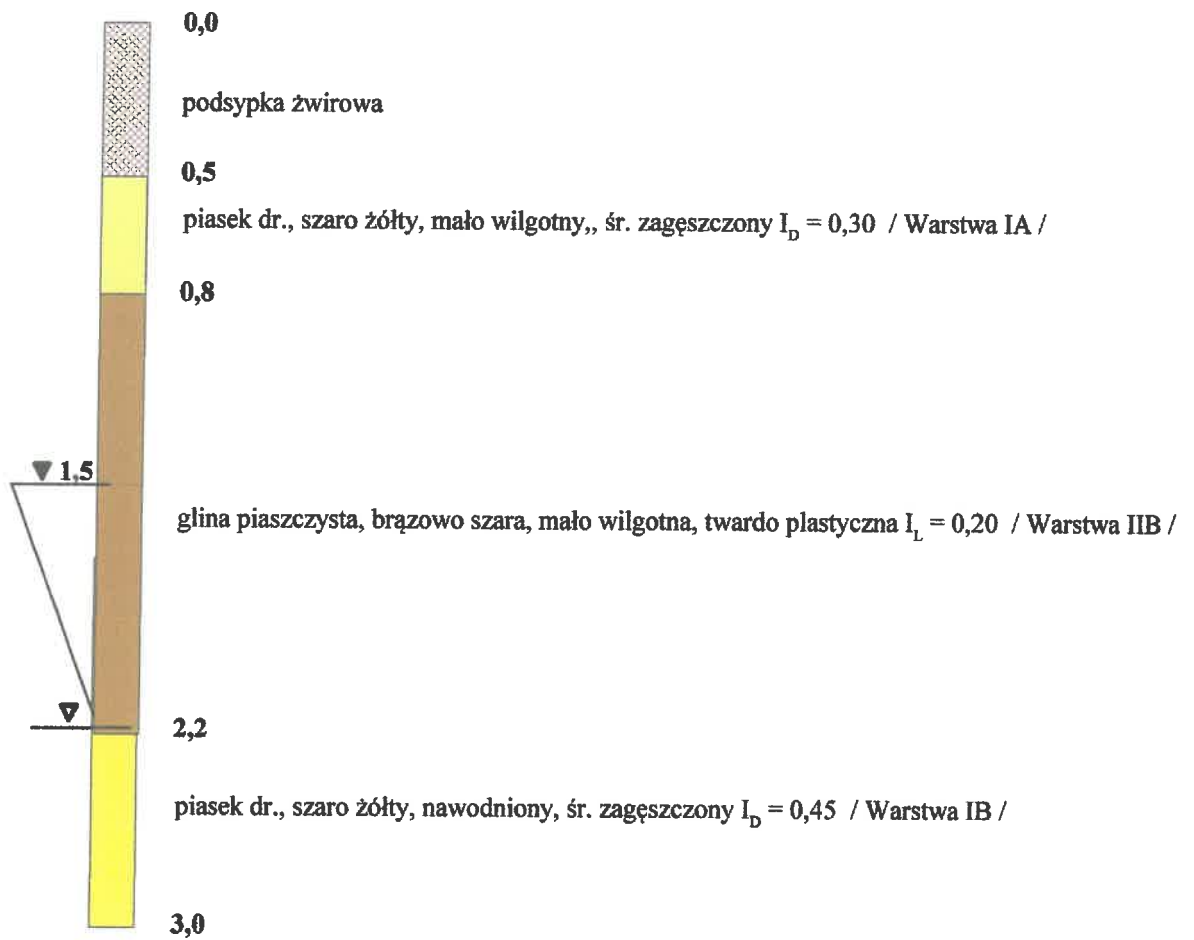 0,0
podsypka żwirowa
0,5
piasek dr., szaro żółty, mało wilgotny,, śr. zagęszczony I_D = 0,30 / Warstwa IA /
0,8
1,5
glina piaszczysta, brązowo szara, mało wilgotna, twardo plastyczna I_L = 0,20 / Warstwa IIB /
2,2
piasek dr., szaro żółty, nawodniony, śr. zagęszczony I_D = 0,45 / Warstwa IB /
3,0